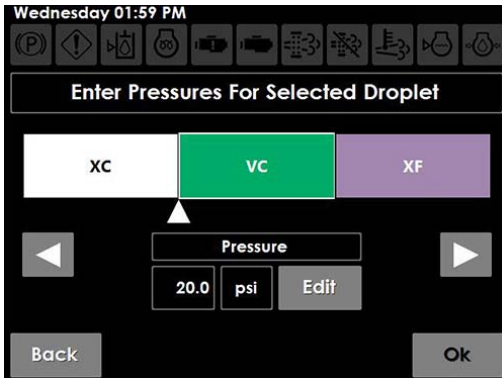 Wednesday 01:59 PM
Enter Pressures For Selected Droplet
XC VC XF
Pressure
20.0 psi Edit
Back Ok